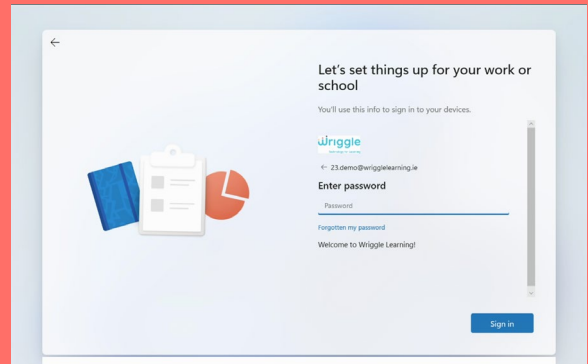 Let's set things up for your work or
school
You'll use this info to sign in to your devices.
wriggle
← 23.demo@wrigglelearning.ie
Enter password
Password
Forgotten my password
Welcome to Wriggle Learning!
Sign in